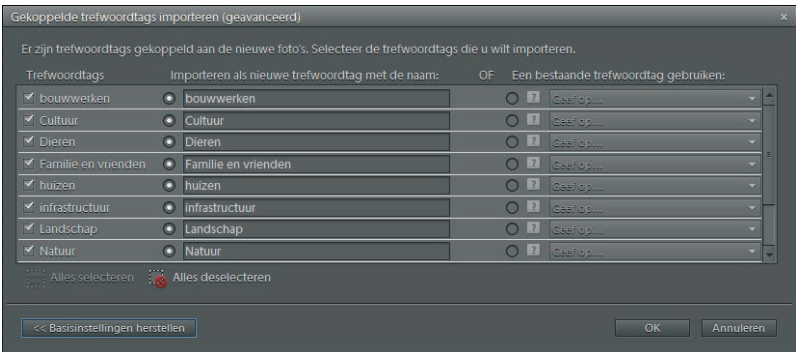 Gekoppelde trefwoordtags importeren (geavanceerd) x
Er zijn trefwoordtags gekoppeld aan de nieuwe foto's. Selecteer de trefwoordtags die u wilt importeren.
Trefwoordtags Importeren als nieuwe trefwoordtag met de naam: OF Een bestaande trefwoordtag gebruiken:
bouwwerken bouwwerken ? Geef op...
Cultuur Cultuur ? Geef op...
Dieren Dieren ? Geef op...
Familie en vrienden Familie en vrienden ? Geef op...
huizen huizen ? Geef op...
infrastructuur infrastructuur ? Geef op...
Landschap Landschap ? Geef op...
Natuur Natuur ? Geef op...
Alles selecteren Alles deselecteren
<< Basisinstellingen herstellen OK Annuleren